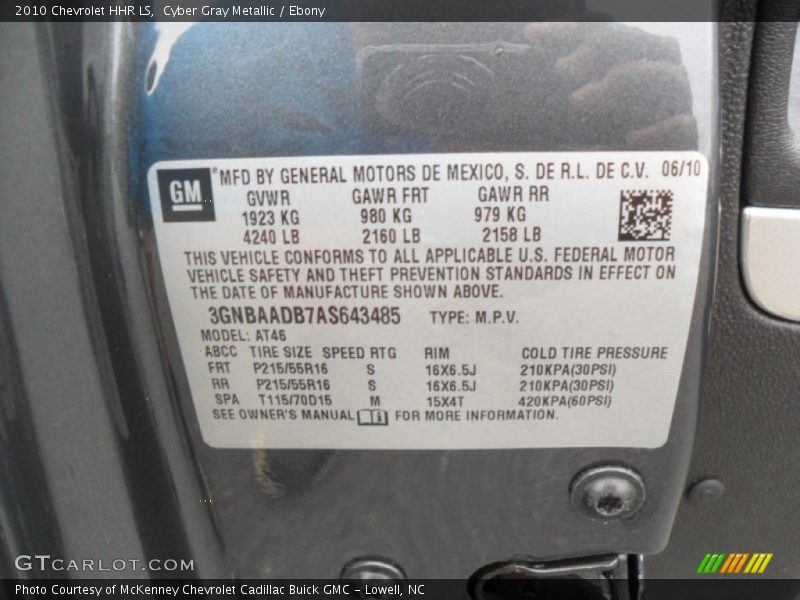 2010 Chevrolet HHR LS,  Cyber Gray Metallic / Ebony
GM ® MFD BY GENERAL MOTORS DE MEXICO, S. DE R.L. DE C.V. 06/10
GVWR GAWR FRT GAWR RR
1923 KG 980 KG 979 KG
4240 LB 2160 LB 2158 LB
THIS VEHICLE CONFORMS TO ALL APPLICABLE U.S. FEDERAL MOTOR
VEHICLE SAFETY AND THEFT PREVENTION STANDARDS IN EFFECT ON
THE DATE OF MANUFACTURE SHOWN ABOVE.
3GNBAADB7AS643485 TYPE: M.P.V.
MODEL: AT46
ABCC TIRE SIZE SPEED RTG RIM COLD TIRE PRESSURE
FRT P215/55R16 S 16X6.5J 210KPA(30PSI)
RR P215/55R16 S 16X6.5J 210KPA(30PSI)
SPA T115/70D15 M 15X4T 420KPA(60PSI)
SEE OWNER'S MANUAL FOR MORE INFORMATION.
GTCARLOT.COM
Photo Courtesy of McKenney Chevrolet Cadillac Buick GMC - Lowell, NC